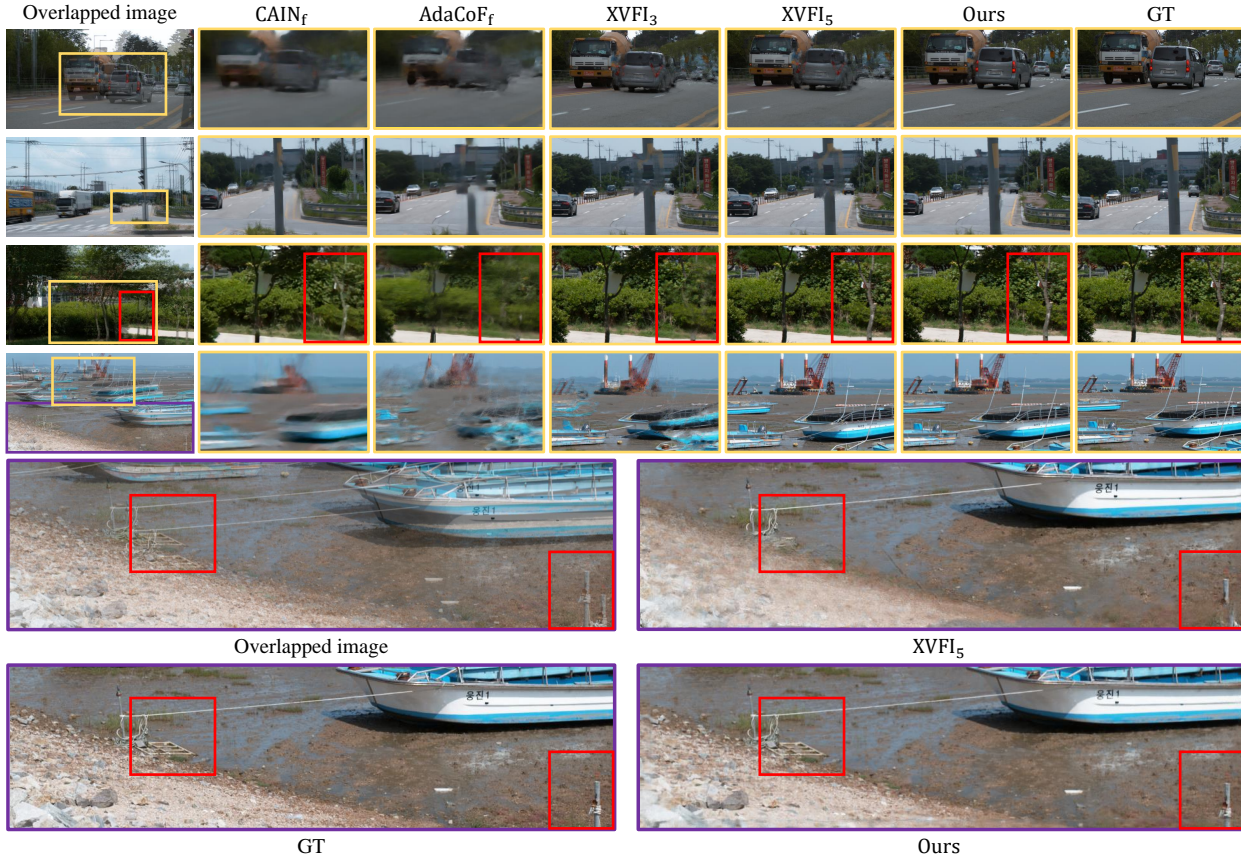 Overlapped image CAIN_f AdaCoF_f XVFI_3 XVFI_5 Ours GT
웅진1
웅진1
Overlapped image XVFI_5
웅진1
웅진1
GT Ours